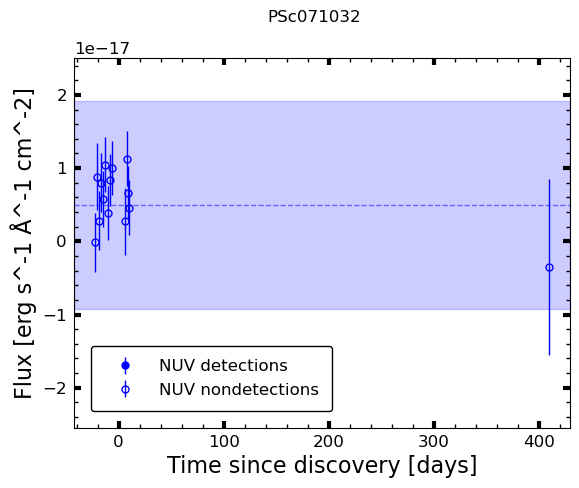 PSc071032
1e−17
Flux [erg s^-1 Å^-1 cm^-2]
2
1
0
−1
−2
NUV detections
NUV nondetections
0 100 200 300 400
Time since discovery [days]